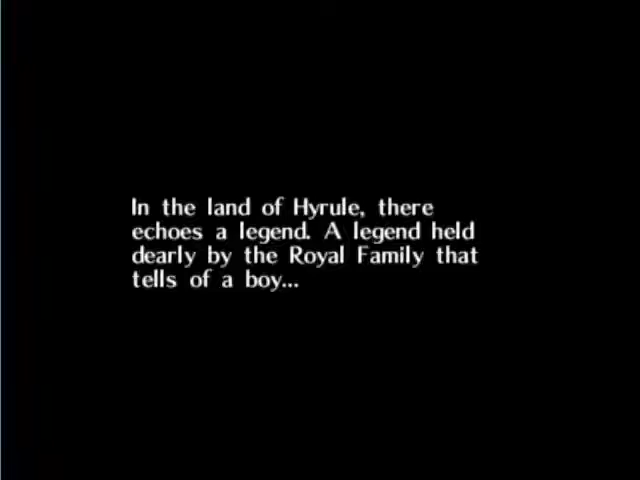 In the land of Hyrule, there
echoes a legend. A legend held
dearly by the Royal Family that
tells of a boy...